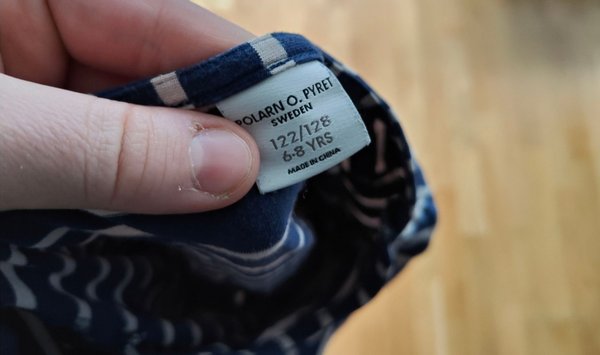 POLARN O. PYRET
SWEDEN
122/128
6-8 YRS
MADE IN CHINA